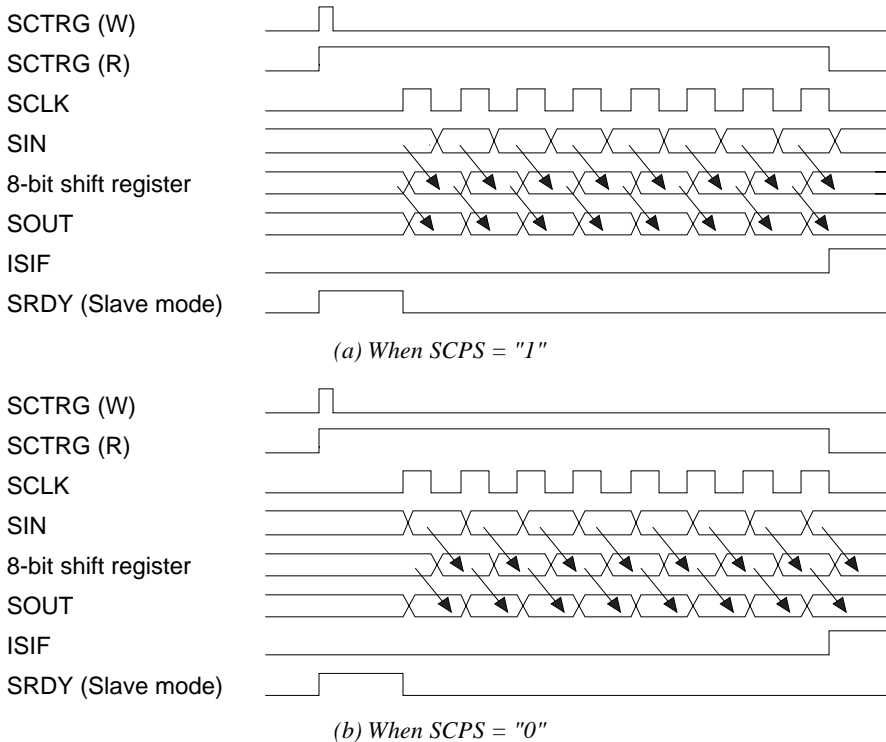 SCTRG (W)
SCTRG (R)
SCLK
SIN
8-bit shift register
SOUT
ISIF
SRDY (Slave mode)
(a) When SCPS = "1"
SCTRG (W)
SCTRG (R)
SCLK
SIN
8-bit shift register
SOUT
ISIF
SRDY (Slave mode)
(b) When SCPS = "0"